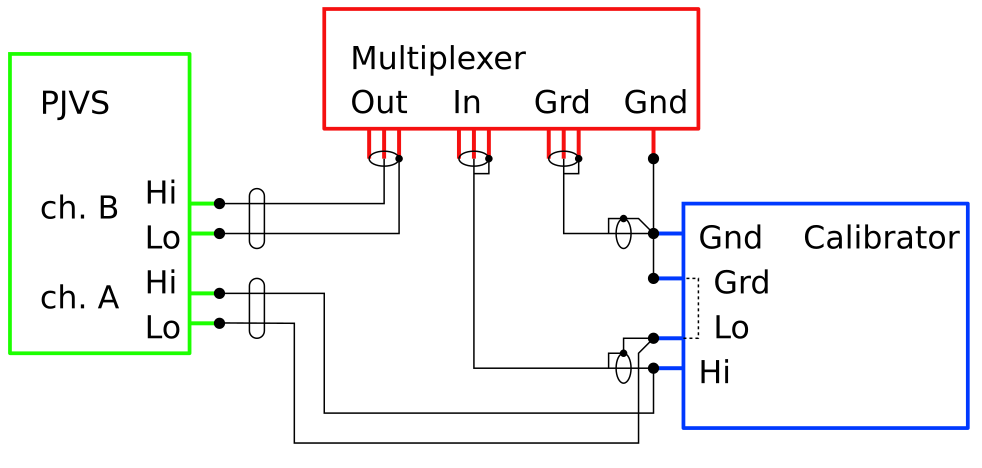 Multiplexer
Out In Grd Gnd
PJVS
ch. B Hi
Lo
ch. A Hi
Lo
Gnd Calibrator
Grd
Lo
Hi